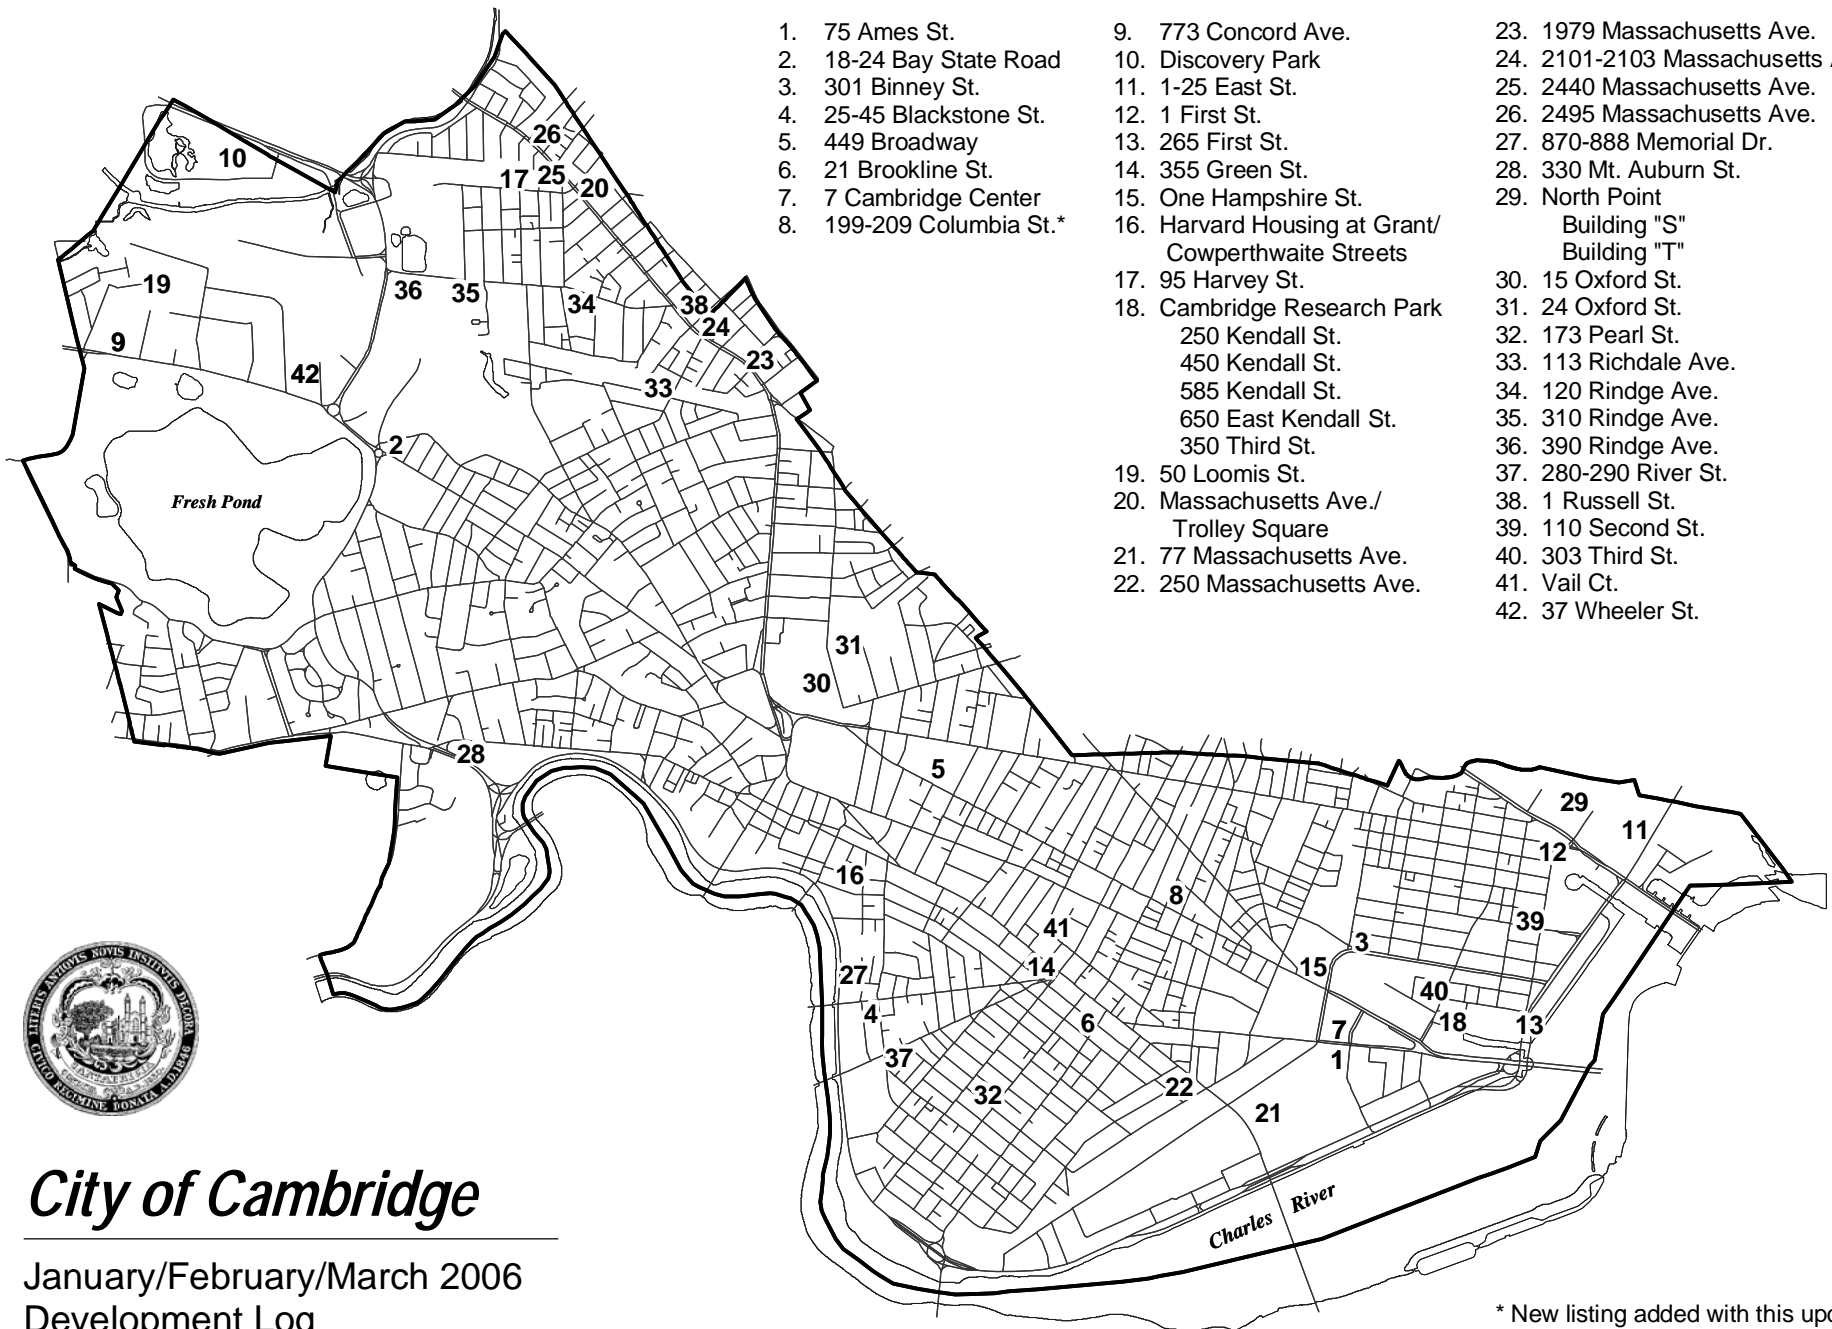 1. 75 Ames St.
2. 18-24 Bay State Road
3. 301 Binney St.
4. 25-45 Blackstone St.
5. 449 Broadway
6. 21 Brookline St.
7. 7 Cambridge Center
8. 199-209 Columbia St.*
9. 773 Concord Ave.
10. Discovery Park
11. 1-25 East St.
12. 1 First St.
13. 265 First St.
14. 355 Green St.
15. One Hampshire St.
16. Harvard Housing at Grant/
Cowperthwaite Streets
17. 95 Harvey St.
18. Cambridge Research Park
250 Kendall St.
450 Kendall St.
585 Kendall St.
650 East Kendall St.
350 Third St.
19. 50 Loomis St.
20. Massachusetts Ave./
Trolley Square
21. 77 Massachusetts Ave.
22. 250 Massachusetts Ave.
23. 1979 Massachusetts Ave.
24. 2101-2103 Massachusetts
25. 2440 Massachusetts Ave.
26. 2495 Massachusetts Ave.
27. 870-888 Memorial Dr.
28. 330 Mt. Auburn St.
29. North Point
Building "S"
Building "T"
30. 15 Oxford St.
31. 24 Oxford St.
32. 173 Pearl St.
33. 113 Richdale Ave.
34. 120 Rindge Ave.
35. 310 Rindge Ave.
36. 390 Rindge Ave.
37. 280-290 River St.
38. 1 Russell St.
39. 110 Second St.
40. 303 Third St.
41. Vail Ct.
42. 37 Wheeler St.
26
10
17 25
20
19
36 35
34
38
24
9
23
42
33
2
Fresh Pond
31
30
28
5
29
11
12
16
8
39
41
3
14
15
27
40
4
6
7
18
13
37
1
22
32
21
Charles River
LITERIS ANTIQVIS NOVIS INSTITVTIS DECORA
CIVICO REGIMINE DONATA A.D. 1846
City of Cambridge
January/February/March 2006
Development Log
* New listing added with this